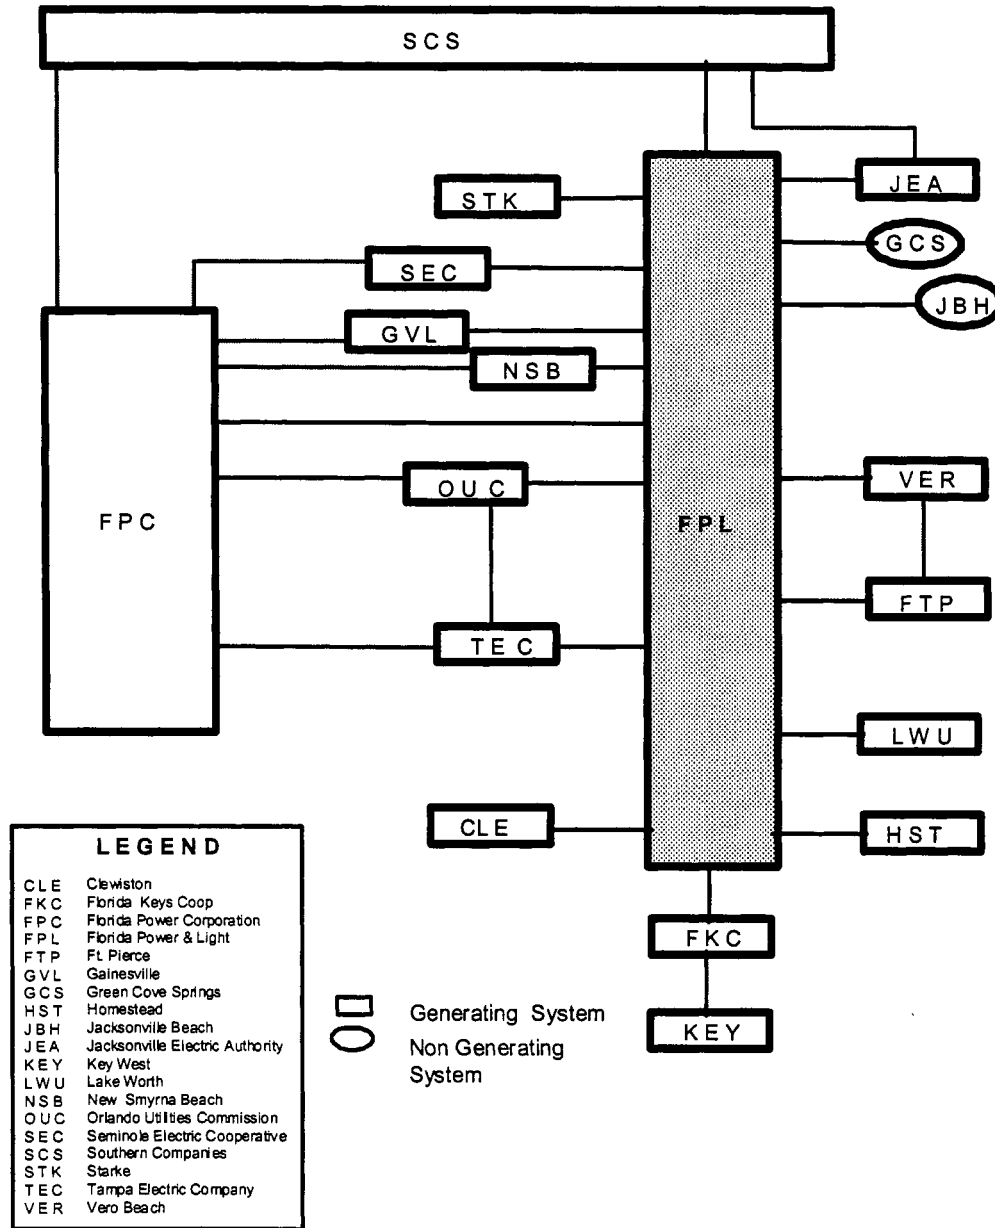 SCS
JEA
STK
GCS
SEC
JBH
GVL
NSB
VER
OUC
FPC
FPL
FTP
TEC
LWU
CLE
HST
FKC
KEY
LEGEND
CLE Clewiston
FKC Florida Keys Coop
FPC Florida Power Corporation
FPL Florida Power & Light
FTP Ft. Pierce
GVL Gainesville
GCS Green Cove Springs
HST Homestead
JBH Jacksonville Beach
JEA Jacksonville Electric Authority
KEY Key West
LWU Lake Worth
NSB New Smyrna Beach
OUC Orlando Utilities Commission
SEC Seminole Electric Cooperative
SCS Southern Companies
STK Starke
TEC Tampa Electric Company
VER Vero Beach
Generating System
Non Generating
System